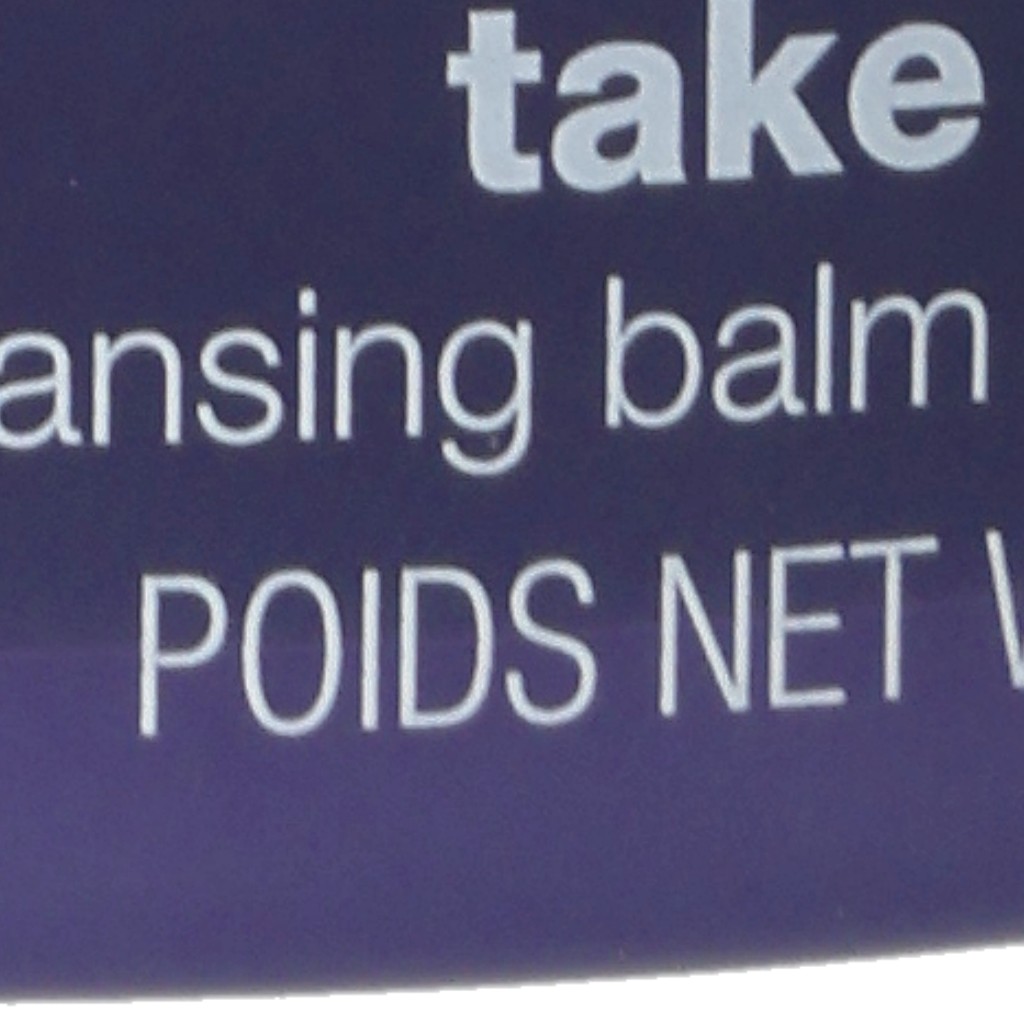 take
ansing balm
POIDS NET